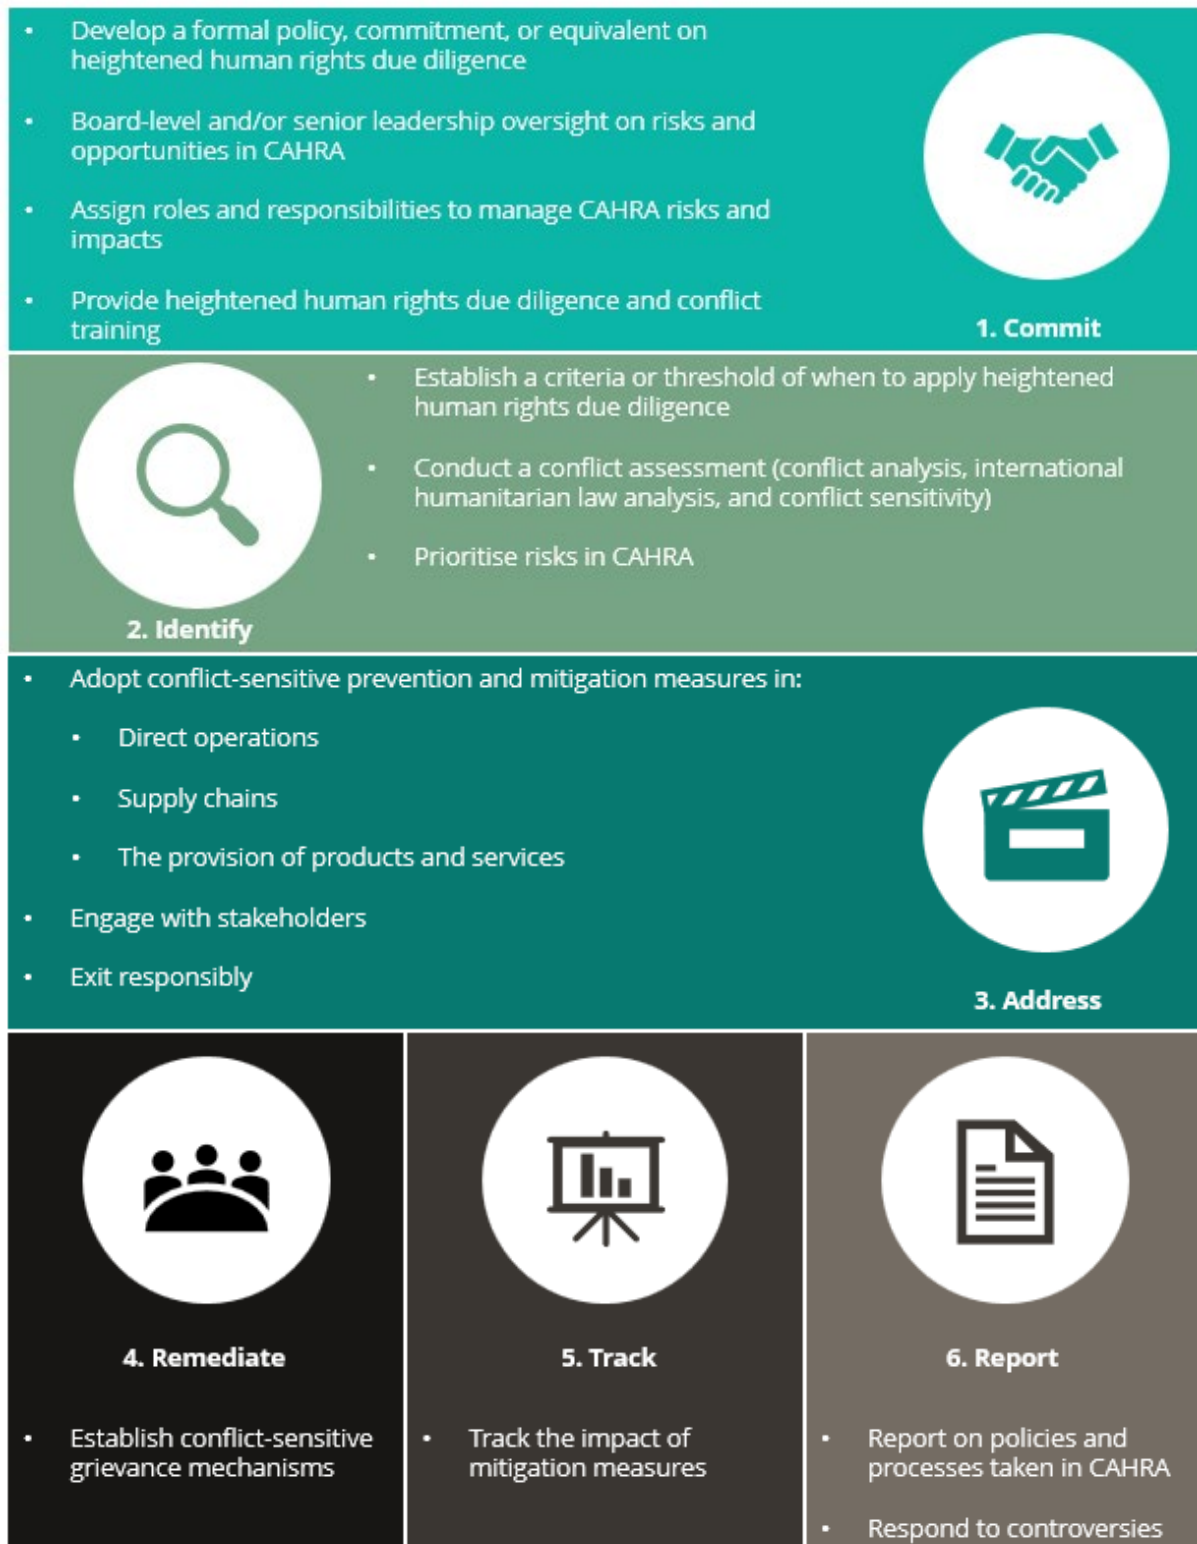 • Develop a formal policy, commitment, or equivalent on
heightened human rights due diligence
• Board-level and/or senior leadership oversight on risks and
opportunities in CAHRA
• Assign roles and responsibilities to manage CAHRA risks and
impacts
• Provide heightened human rights due diligence and conflict
training
1. Commit
• Establish a criteria or threshold of when to apply heightened
human rights due diligence
• Conduct a conflict assessment (conflict analysis, international
humanitarian law analysis, and conflict sensitivity)
• Prioritise risks in CAHRA
2. Identify
• Adopt conflict-sensitive prevention and mitigation measures in:
• Direct operations
• Supply chains
• The provision of products and services
• Engage with stakeholders
• Exit responsibly
3. Address
4. Remediate
• Establish conflict-sensitive
grievance mechanisms
5. Track
• Track the impact of
mitigation measures
6. Report
• Report on policies and
processes taken in CAHRA
• Respond to controversies